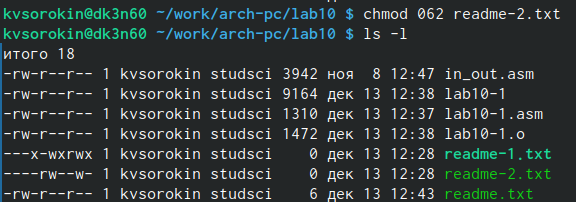 kvsorokin@dk3n60 ~/work/arch-pc/lab10 $ chmod 062 readme-2.txt
kvsorokin@dk3n60 ~/work/arch-pc/lab10 $ ls -l
итого 18
-rw-r--r-- 1 kvsorokin studsci 3942 ноя  8 12:47 in_out.asm
-rw-r--r-- 1 kvsorokin studsci 9164 дек 13 12:38 lab10-1
-rw-r--r-- 1 kvsorokin studsci 1310 дек 13 12:37 lab10-1.asm
-rw-r--r-- 1 kvsorokin studsci 1472 дек 13 12:38 lab10-1.o
---x-wxrwx 1 kvsorokin studsci    0 дек 13 12:28 readme-1.txt
----rw--w- 1 kvsorokin studsci    0 дек 13 12:28 readme-2.txt
-rw-r--r-- 1 kvsorokin studsci    6 дек 13 12:43 readme.txt